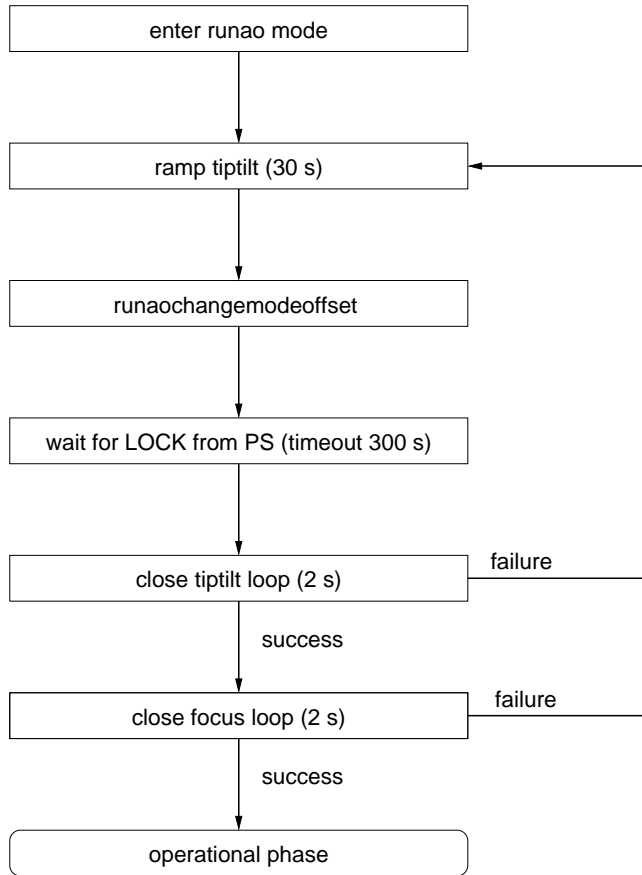 enter runao mode
ramp tiptilt (30 s)
runaochangemodeoffset
wait for LOCK from PS (timeout 300 s)
close tiptilt loop (2 s)
failure
success
close focus loop (2 s)
failure
success
operational phase